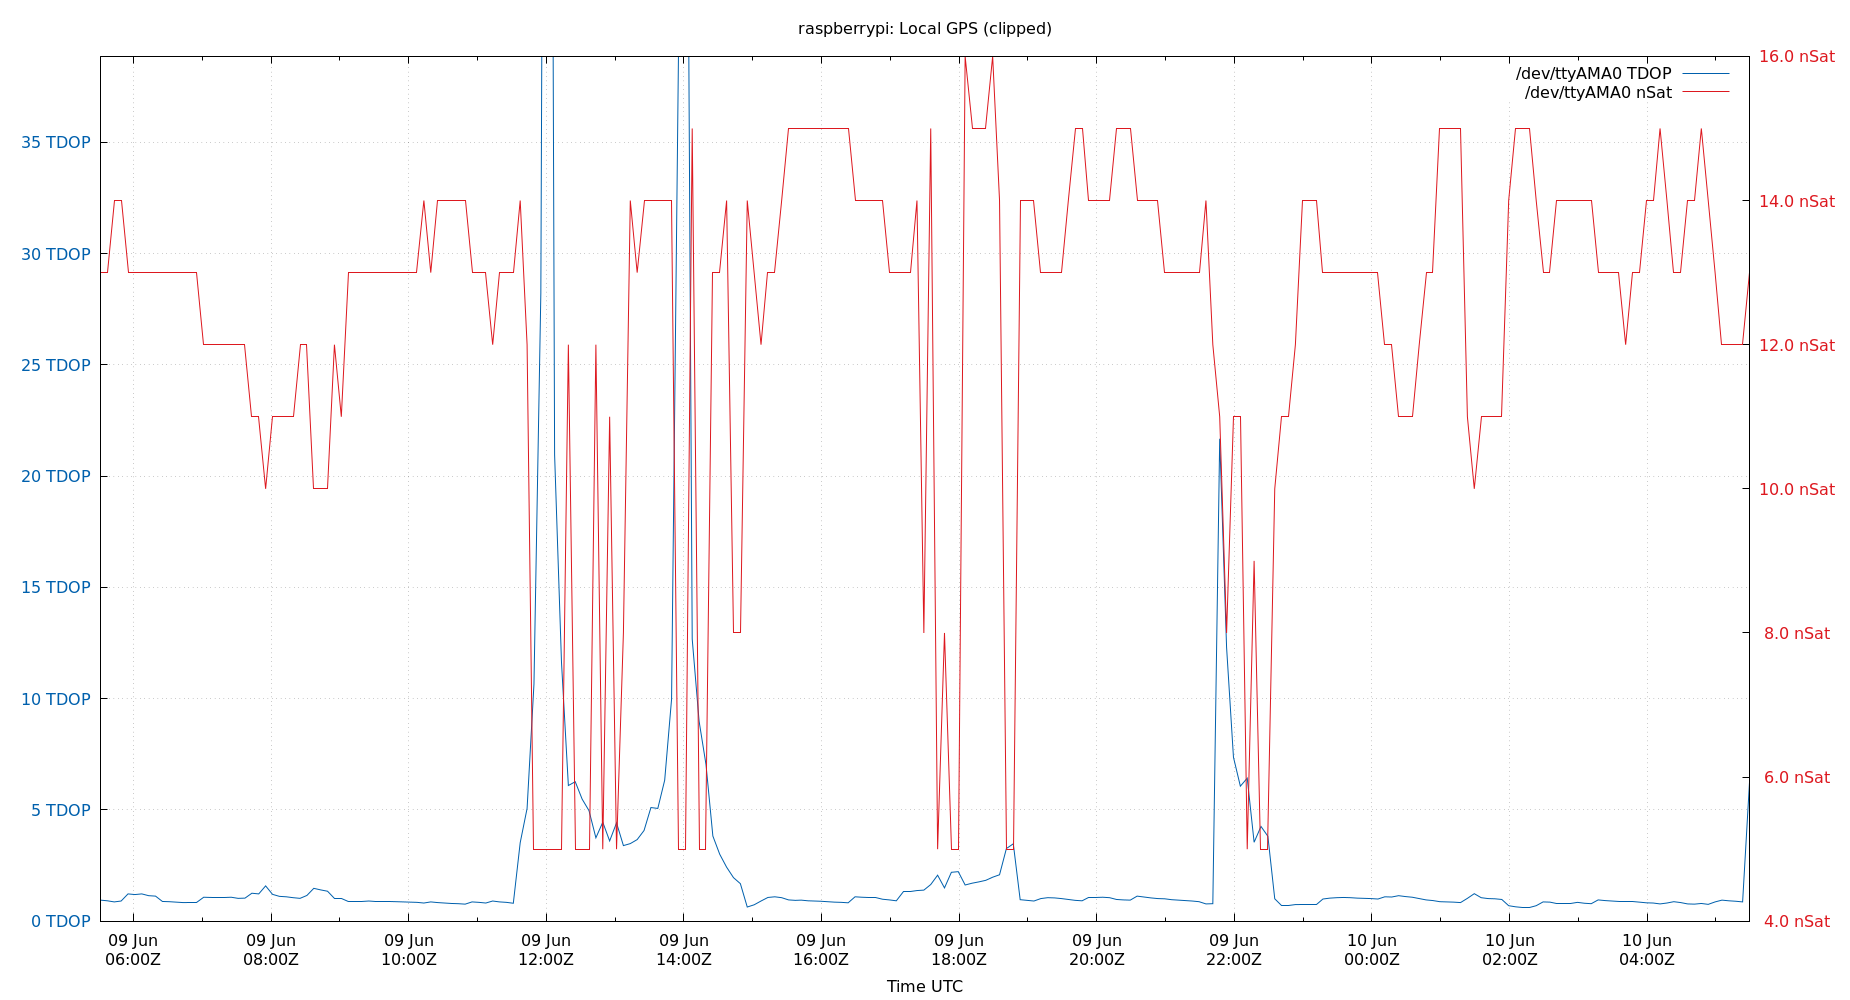 raspberrypi: Local GPS (clipped)
/dev/ttyAMA0 TDOP
/dev/ttyAMA0 nSat
35 TDOP
30 TDOP
25 TDOP
20 TDOP
15 TDOP
10 TDOP
5 TDOP
0 TDOP
16.0 nSat
14.0 nSat
12.0 nSat
10.0 nSat
8.0 nSat
6.0 nSat
4.0 nSat
09 Jun
06:00Z
09 Jun
08:00Z
09 Jun
10:00Z
09 Jun
12:00Z
09 Jun
14:00Z
09 Jun
16:00Z
09 Jun
18:00Z
09 Jun
20:00Z
09 Jun
22:00Z
10 Jun
00:00Z
10 Jun
02:00Z
10 Jun
04:00Z
Time UTC